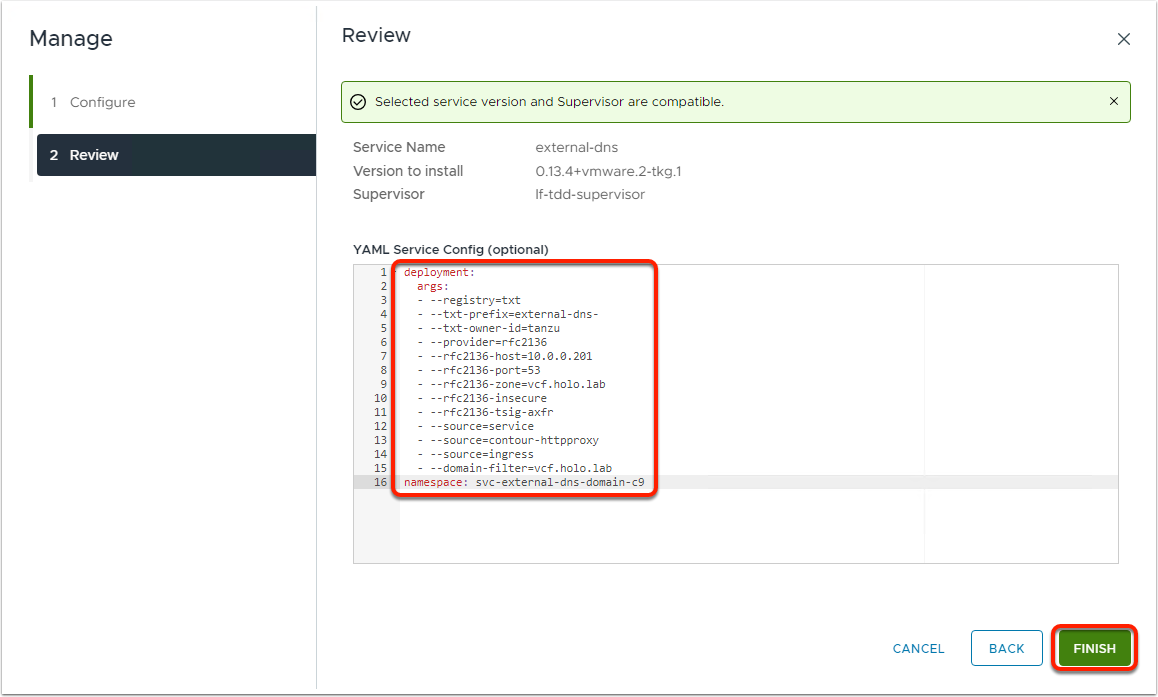 Manage
1 Configure
2 Review
Review
Selected service version and Supervisor are compatible.
Service Name external-dns
Version to install 0.13.4+vmware.2-tkg.1
Supervisor lf-tdd-supervisor
YAML Service Config (optional)
1 deployment:
2   args:
3   - --registry=txt
4   - --txt-prefix=external-dns-
5   - --txt-owner-id=tanzu
6   - --provider=rfc2136
7   - --rfc2136-host=10.0.0.201
8   - --rfc2136-port=53
9   - --rfc2136-zone=vcf.holo.lab
10   - --rfc2136-insecure
11   - --rfc2136-tsig-axfr
12   - --source=service
13   - --source=contour-httpproxy
14   - --source=ingress
15   - --domain-filter=vcf.holo.lab
16 namespace: svc-external-dns-domain-c9
CANCEL BACK FINISH